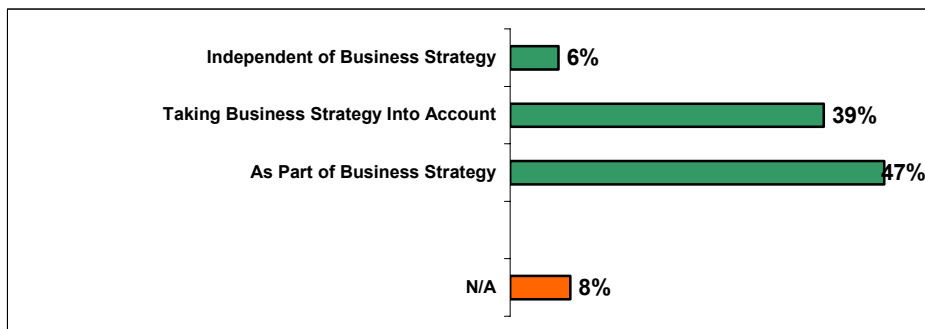 Independent of Business Strategy 6%
Taking Business Strategy Into Account 39%
As Part of Business Strategy 47%
N/A 8%